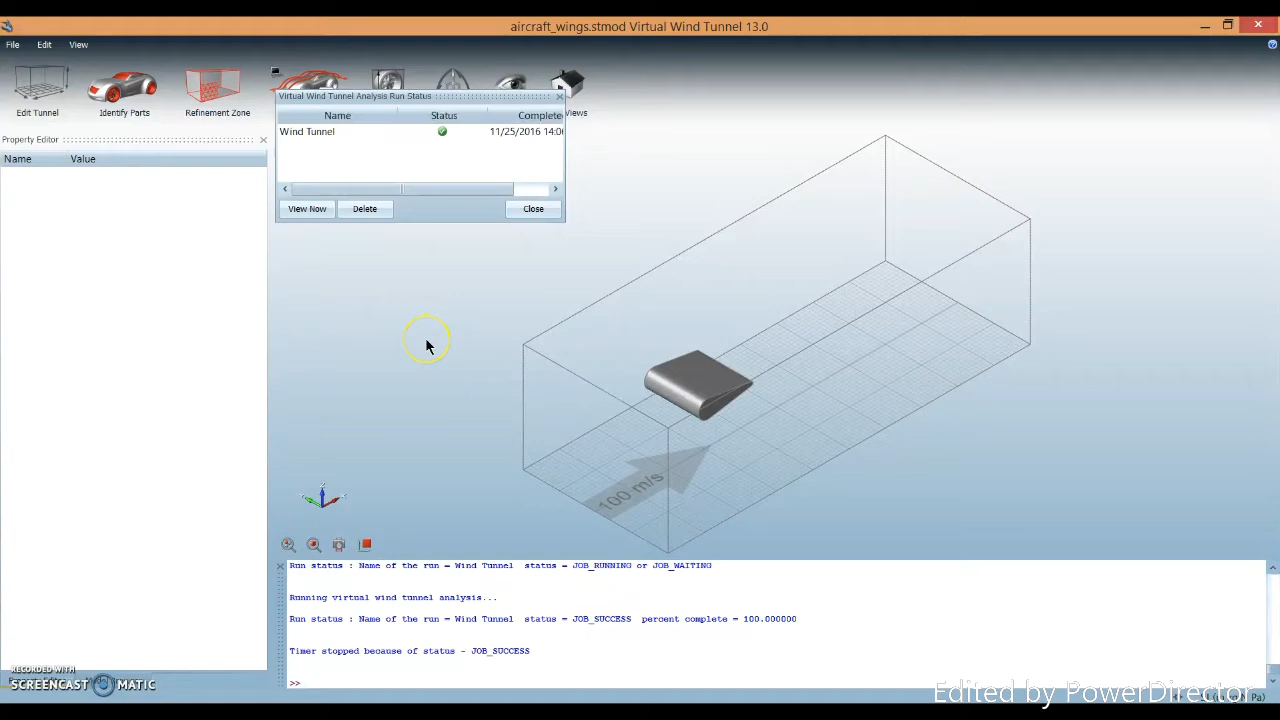 aircraft_wings.stmod Virtual Wind Tunnel 13.0
File Edit View
Edit Tunnel Identify Parts Refinement Zone Views
Property Editor
Name Value
Virtual Wind Tunnel Analysis Run Status
Name Status Complete
Wind Tunnel 11/25/2016 14:0
View Now Delete Close
100 m/s
Run status : Name of the run = Wind Tunnel status = JOB_RUNNING or JOB_WAITING
Running virtual wind tunnel analysis...
Run status : Name of the run = Wind Tunnel status = JOB_SUCCESS percent complete = 100.000000
Timer stopped because of status - JOB_SUCCESS
>>
RECORDED WITH
SCREENCAST MATIC
Edited by PowerDirector